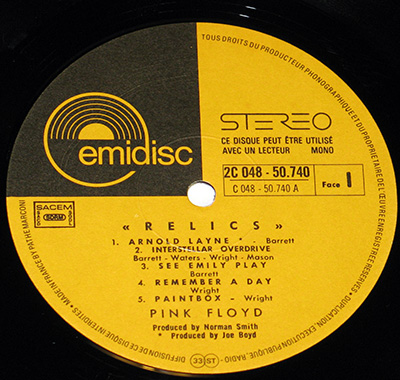 TOUS DROITS DU PRODUCTEUR PHONOGRAPHIQUE ET DU PROPRIETAIRE DE L'ŒUVRE ENREGISTREE RESERVES - DUPLICATION, EXECUTION PUBLIQUE, RADIO-DIFFUSION DE CE DISQUE INTERDITES • MADE IN FRANCE BY PATHE MARCONI
emidisc
STEREO
CE DISQUE PEUT ÊTRE UTILISÉ
AVEC UN LECTEUR MONO
2C 048 - 50.740
C 048 - 50.740 A
Face 1
SACEM
« RELICS »
1. ARNOLD LAYNE * - Barrett
2. INTERSTELLAR OVERDRIVE
Barrett - Waters - Wright - Mason
3. SEE EMILY PLAY
Barrett
4. REMEMBER A DAY
Wright
5. PAINTBOX - Wright
PINK FLOYD
Produced by Norman Smith
* Produced by Joe Boyd
33 ST